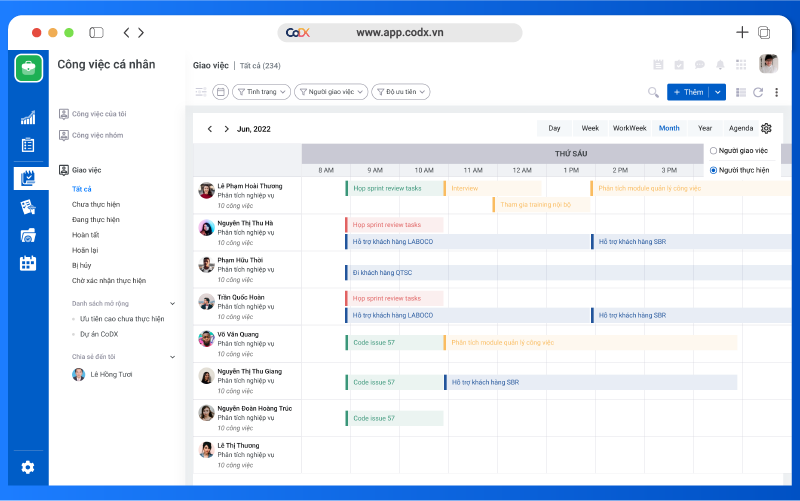 CoDX
www.app.codx.vn
Công việc cá nhân
Công việc của tôi
Công việc nhóm
Giao việc
Tất cả
Chưa thực hiện
Đang thực hiện
Hoàn tất
Hoãn lại
Bị hủy
Chờ xác nhận thực hiện
Danh sách mở rộng
Ưu tiên cao chưa thực hiện
Dự án CoDX
Chia sẻ đến tôi
Lê Hồng Tươi
Giao việc | Tất cả (234)
Tình trạng
Người giao việc
Độ ưu tiên
+ Thêm
Jun, 2022
Day Week WorkWeek Month Year Agenda
Người giao việc
Người thực hiện
THỨ SÁU
8 AM 9 AM 10 AM 11 AM 12 AM 1 PM 2 PM 3 PM
Lê Phạm Hoài Thương
Phân tích nghiệp vụ
10 công việc
Họp sprint review tasks
Interview
Phân tích module quản lý công việc
Tham gia training nội bộ
Nguyễn Thị Thu Hà
Phân tích nghiệp vụ
10 công việc
Họp sprint review tasks
Hỗ trợ khách hàng LABOCO
Hỗ trợ khách hàng SBR
Phạm Hữu Thời
Phân tích nghiệp vụ
10 công việc
Đi khách hàng QTSC
Trần Quốc Hoàn
Phân tích nghiệp vụ
10 công việc
Họp sprint review tasks
Hỗ trợ khách hàng LABOCO
Hỗ trợ khách hàng SBR
Võ Văn Quang
Phân tích nghiệp vụ
10 công việc
Code issue 57
Phân tích module quản lý công việc
Nguyễn Thị Thu Giang
Phân tích nghiệp vụ
10 công việc
Code issue 57
Hỗ trợ khách hàng SBR
Nguyễn Đoàn Hoàng Trúc
Phân tích nghiệp vụ
10 công việc
Code issue 57
Lê Thị Thương
Phân tích nghiệp vụ
10 công việc